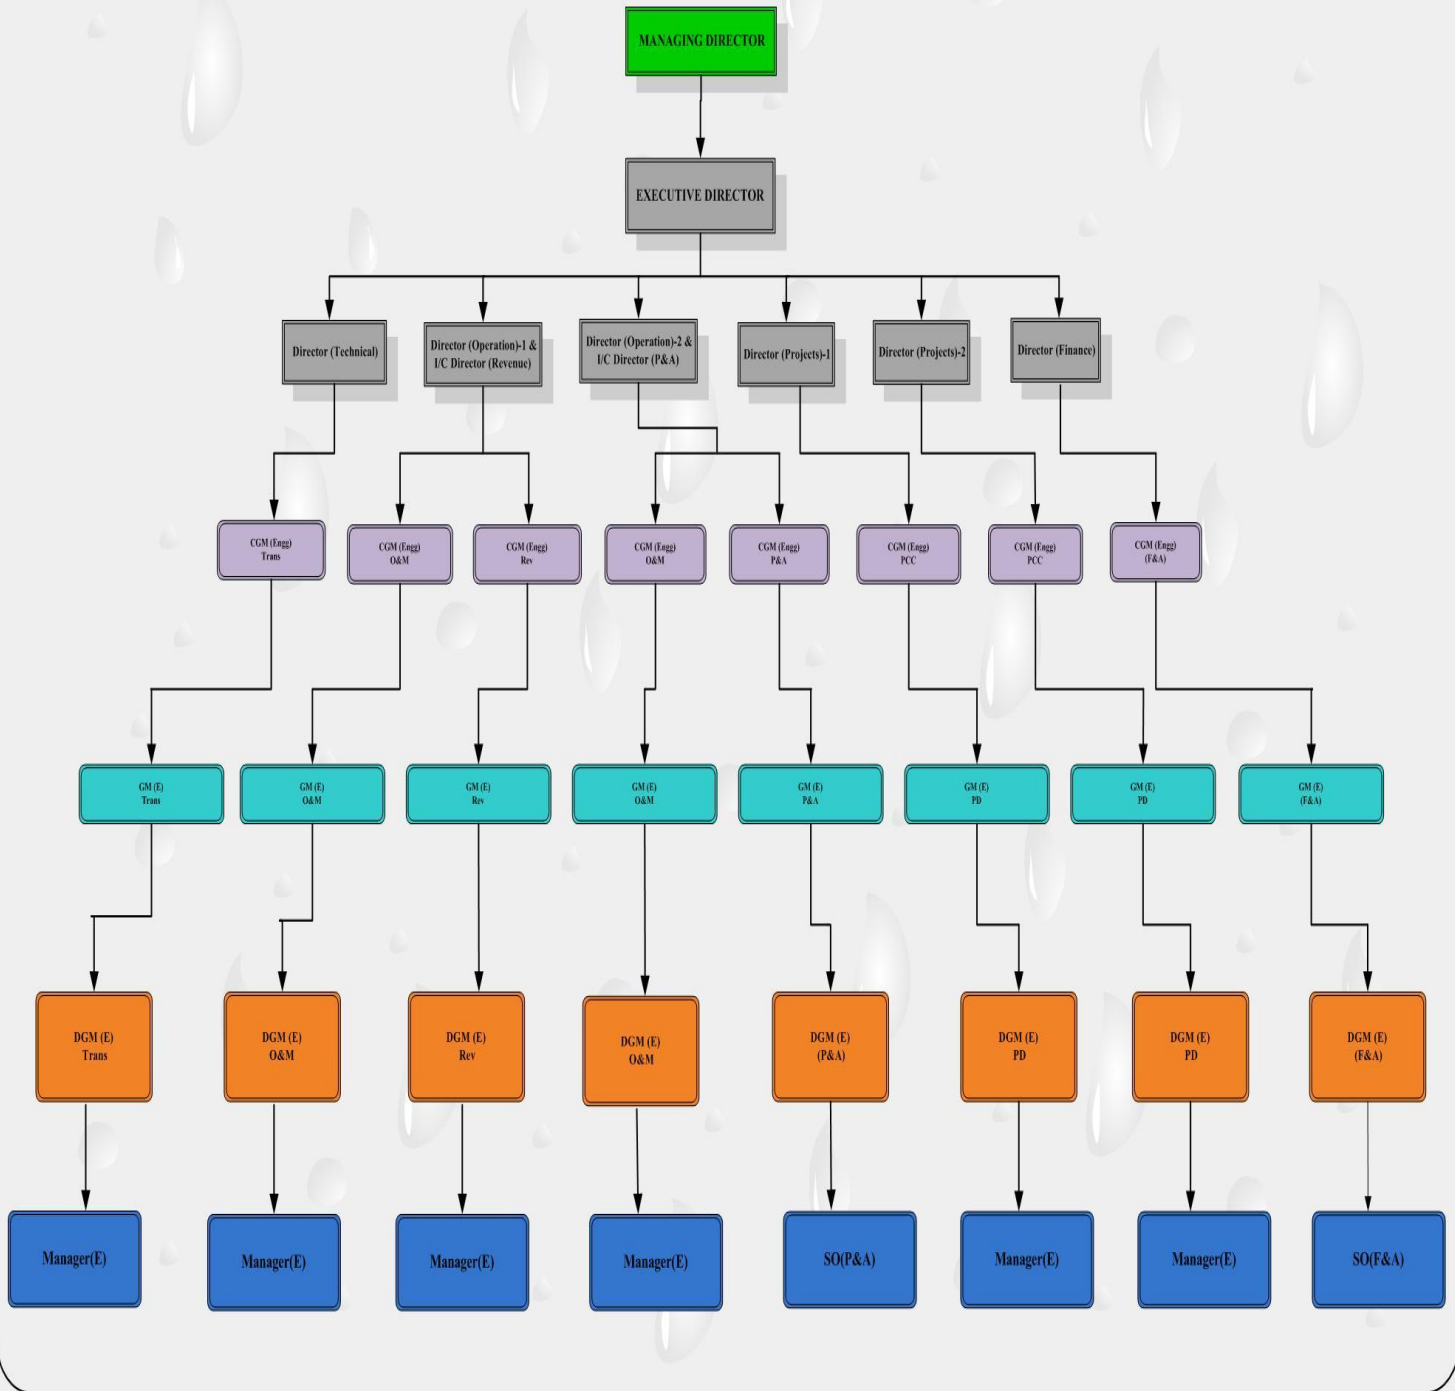 MANAGING DIRECTOR
EXECUTIVE DIRECTOR
Director (Technical)
Director (Operation)-1 &
I/C Director (Revenue)
Director (Operation)-2 &
I/C Director (P&A)
Director (Projects)-1
Director (Projects)-2
Director (Finance)
CGM (Engg)
Trans
CGM (Engg)
O&M
CGM (Engg)
Rev
CGM (Engg)
O&M
CGM (Engg)
P&A
CGM (Engg)
PCC
CGM (Engg)
PCC
CGM (Engg)
(F&A)
GM (E)
Trans
GM (E)
O&M
GM (E)
Rev
GM (E)
O&M
GM (E)
P&A
GM (E)
PD
GM (E)
PD
GM (E)
(F&A)
DGM (E)
Trans
DGM (E)
O&M
DGM (E)
Rev
DGM (E)
O&M
DGM (E)
(P&A)
DGM (E)
PD
DGM (E)
PD
DGM (E)
(F&A)
Manager(E)
Manager(E)
Manager(E)
Manager(E)
SO(P&A)
Manager(E)
Manager(E)
SO(F&A)